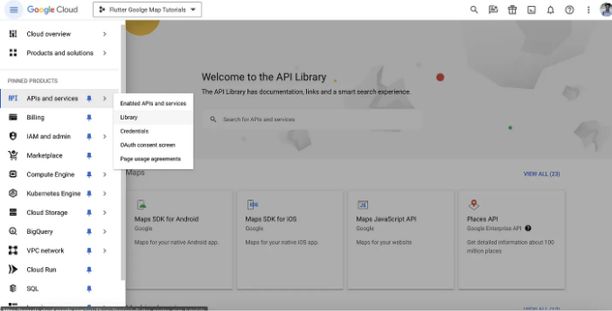 Google Cloud
Flutter Goolge Map Tutorials
Cloud overview
Products and solutions
PINNED PRODUCTS
API
APIs and services
Billing
IAM and admin
Marketplace
Compute Engine
Kubernetes Engine
Cloud Storage
BigQuery
VPC network
Cloud Run
SQL
Enabled APIs and services
Library
Credentials
OAuth consent screen
Page usage agreements
Welcome to the API Library
The API Library has documentation, links and a smart search experience.
Search for APIs and services
Maps
VIEW ALL (23)
Maps SDK for Android
Google
Maps for your native Android app.
Maps SDK for iOS
Google
Maps for your native iOS app.
Maps JavaScript API
Google
Maps for your website
Places API
Google Enterprise API
Get detailed information about 100
million places